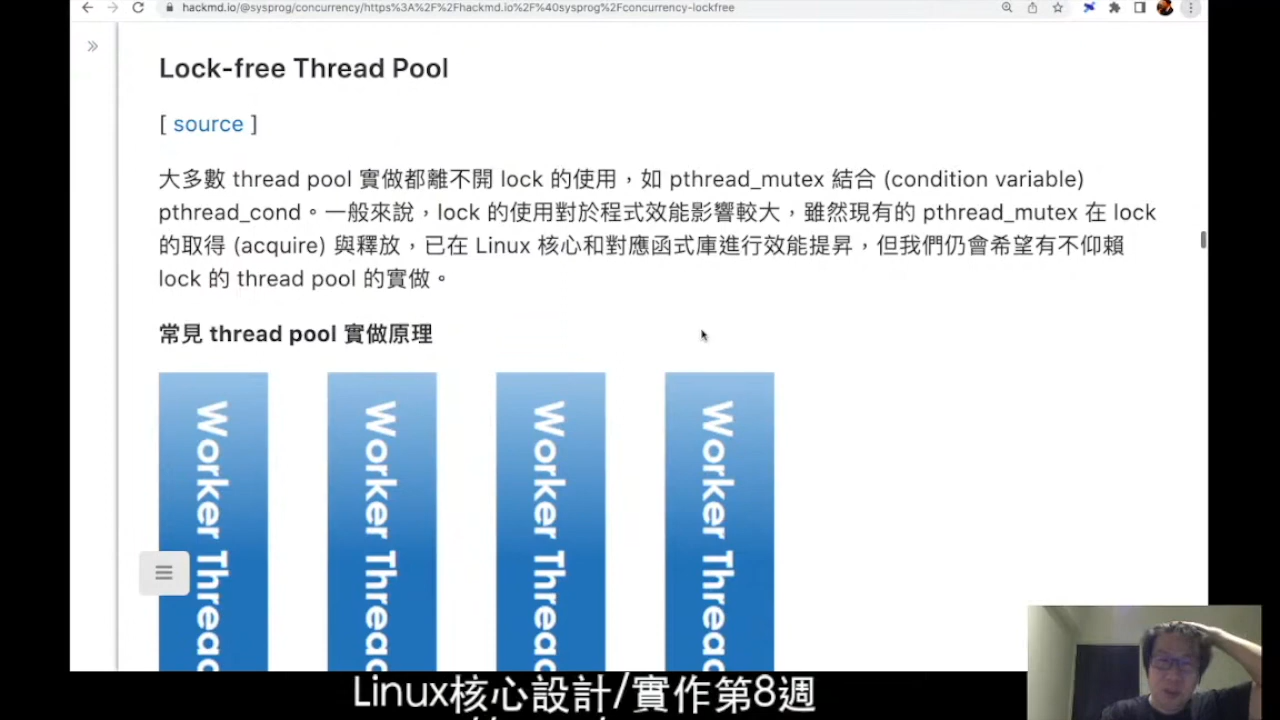 hackmd.io/@sysprog/concurrency/https%3A%2F%2Fhackmd.io%2F%40sysprog%2Fconcurrency-lockfree
Lock-free Thread Pool
[ source ]
大多數 thread pool 實做都離不開 lock 的使用，如 pthread_mutex 結合 (condition variable)
pthread_cond。一般來說，lock 的使用對於程式效能影響較大，雖然現有的 pthread_mutex 在 lock
的取得 (acquire) 與釋放，已在 Linux 核心和對應函式庫進行效能提昇，但我們仍會希望有不仰賴
lock 的 thread pool 的實做。
常見 thread pool 實做原理
Worker Thread
Worker Thread
Worker Thread
Worker Thread
Linux核心設計/實作第8週